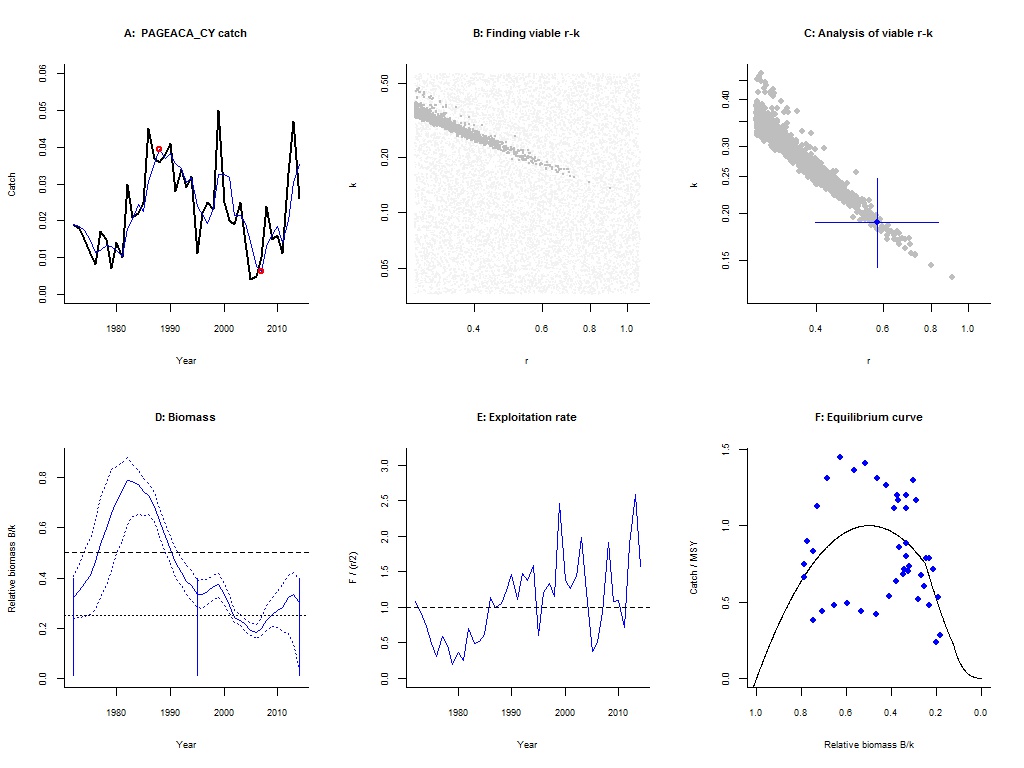 A: PAGEACA_CY catch
B: Finding viable r-k
C: Analysis of viable r-k
Catch
0.00 0.01 0.02 0.03 0.04 0.05 0.06
1980 1990 2000 2010
Year
k
0.05 0.10 0.20 0.50
0.4 0.6 0.8 1.0
r
k
0.15 0.20 0.25 0.30 0.40
0.4 0.6 0.8 1.0
r
D: Biomass
E: Exploitation rate
F: Equilibrium curve
Relative biomass B/k
0.0 0.2 0.4 0.6 0.8
1980 1990 2000 2010
Year
F / (r/2)
0.0 0.5 1.0 1.5 2.0 2.5 3.0
1980 1990 2000 2010
Year
Catch / MSY
0.0 0.5 1.0 1.5
1.0 0.8 0.6 0.4 0.2 0.0
Relative biomass B/k